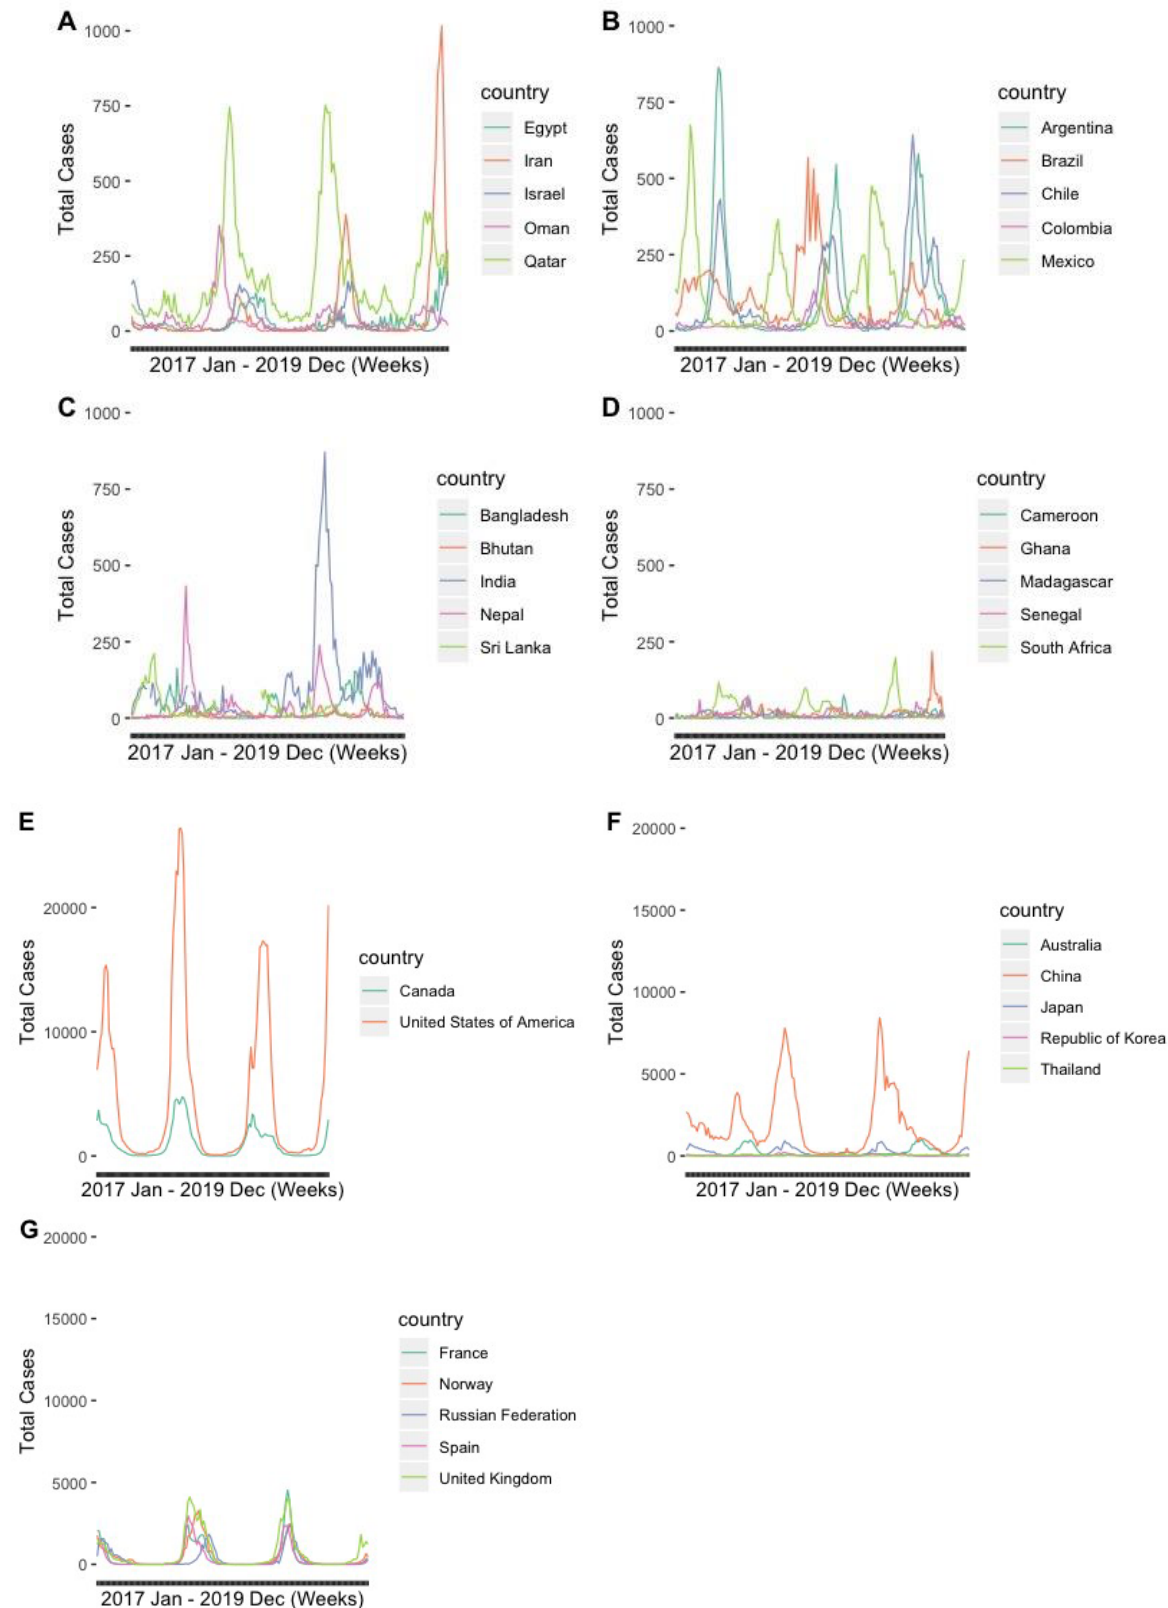 A
1000
750
500
250
0
Total Cases
2017 Jan - 2019 Dec (Weeks)
country
Egypt
Iran
Israel
Oman
Qatar
B
1000
750
500
250
0
Total Cases
2017 Jan - 2019 Dec (Weeks)
country
Argentina
Brazil
Chile
Colombia
Mexico
C
1000
750
500
250
0
Total Cases
2017 Jan - 2019 Dec (Weeks)
country
Bangladesh
Bhutan
India
Nepal
Sri Lanka
D
1000
750
500
250
0
Total Cases
2017 Jan - 2019 Dec (Weeks)
country
Cameroon
Ghana
Madagascar
Senegal
South Africa
E
20000
10000
0
Total Cases
2017 Jan - 2019 Dec (Weeks)
country
Canada
United States of America
F
20000
15000
10000
5000
0
Total Cases
2017 Jan - 2019 Dec (Weeks)
country
Australia
China
Japan
Republic of Korea
Thailand
G
20000
15000
10000
5000
0
Total Cases
2017 Jan - 2019 Dec (Weeks)
country
France
Norway
Russian Federation
Spain
United Kingdom